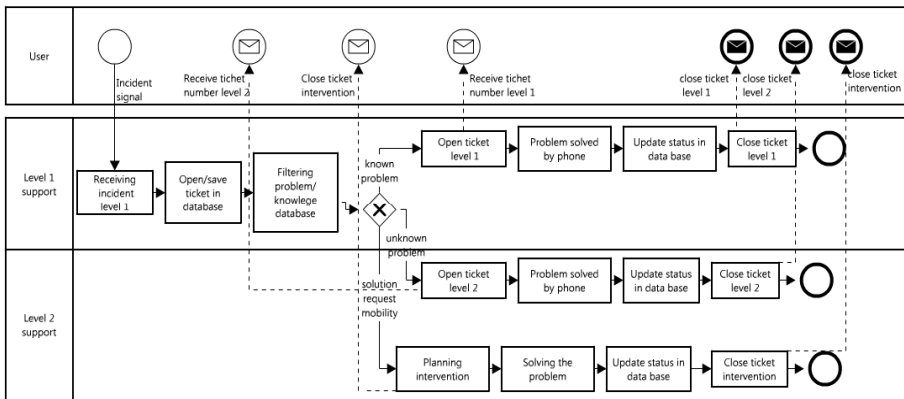 User
Incident
signal
Receive tichet
number level 2
Close ticket
intervention
Receive tichet
number level 1
close ticket
level 1
close ticket
level 2
close ticket
intervention
Level 1
support
Receiving
incident
level 1
Open/save
ticket in
database
Filtering
problem/
knowlege
database
known
problem
Open ticket
level 1
Problem solved
by phone
Update status in
data base
Close ticket
level 1
unknown
problem
Level 2
support
Open ticket
level 2
Problem solved
by phone
Update status
in data base
Close ticket
level 2
solution
request
mobility
Planning
intervention
Solving the
problem
Update status in
data base
Close ticket
intervention